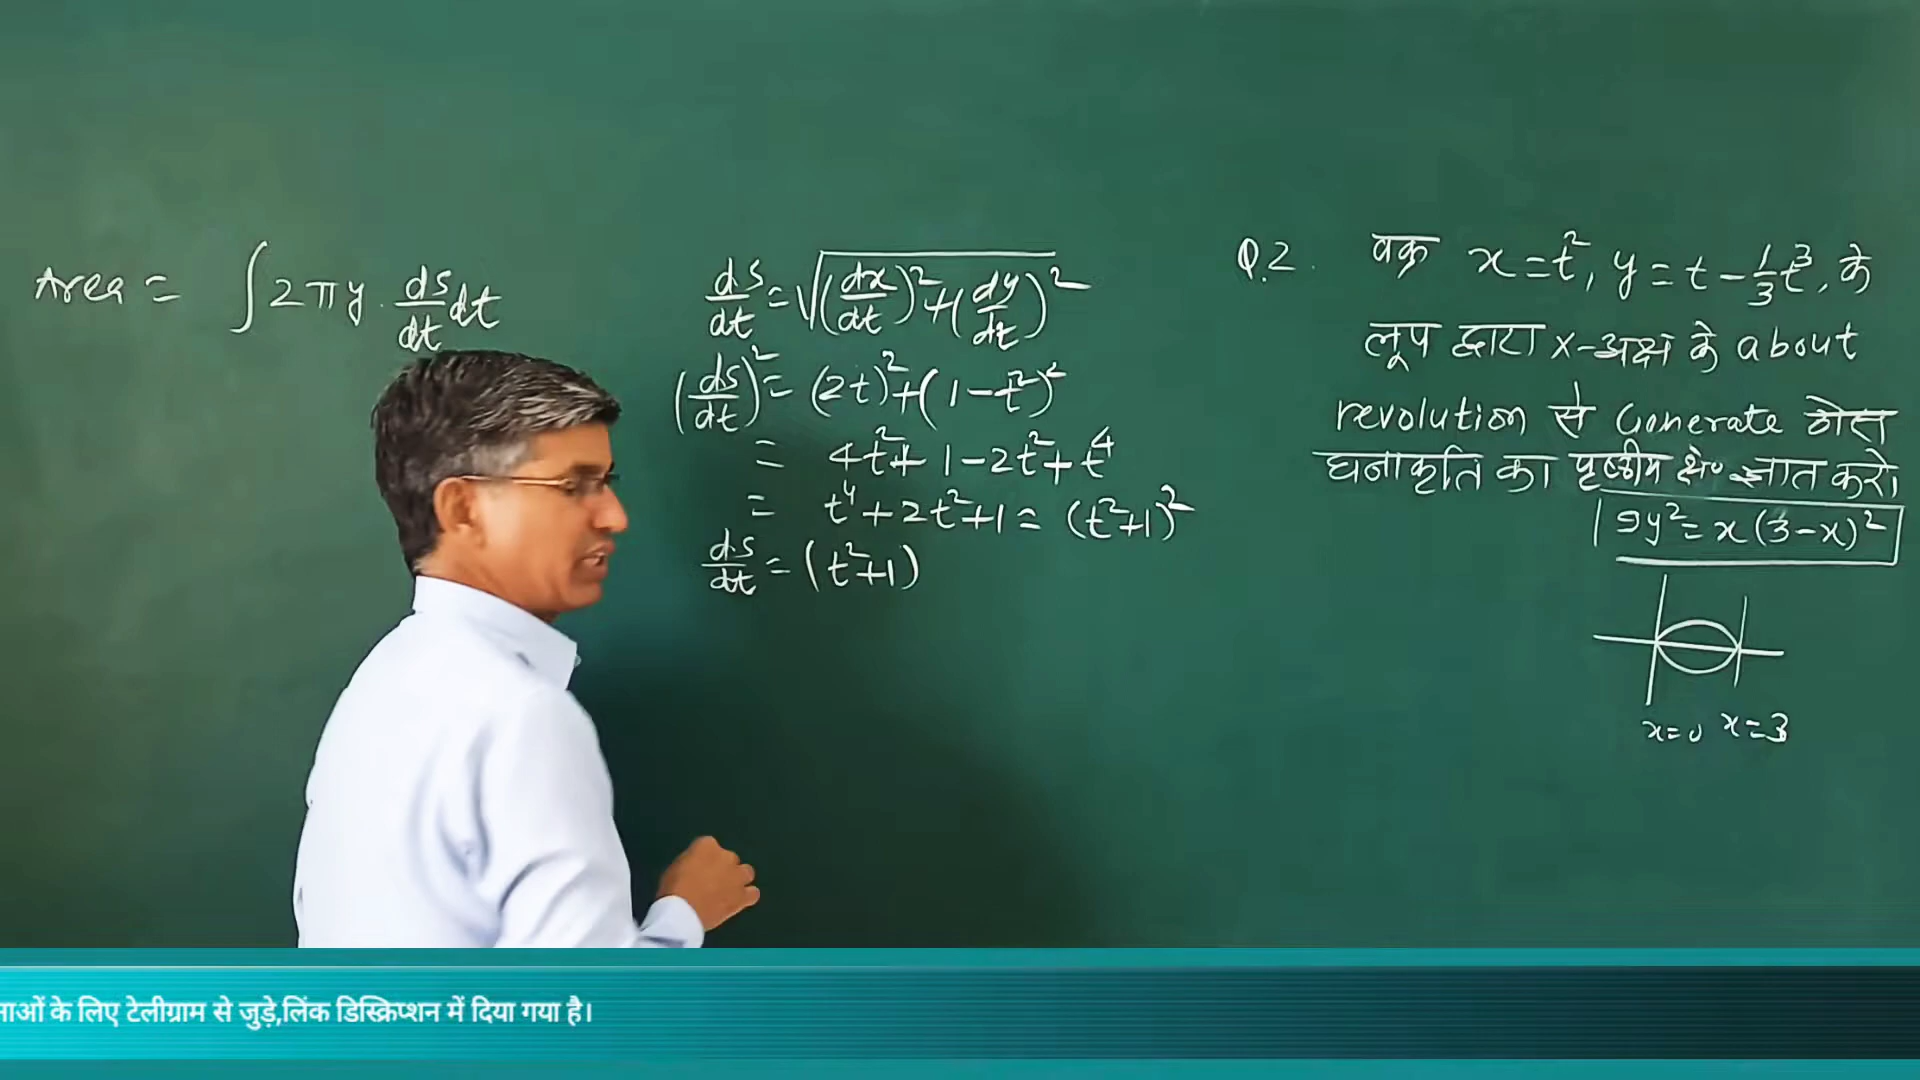 Area = ∫ 2πy · ds/dt dt
ds/dt = √((dx/dt)² + (dy/dt)²)
(ds/dt)² = (2t)² + (1-t²)²
= 4t² + 1 - 2t² + t⁴
= t⁴ + 2t² + 1 = (t²+1)²
ds/dt = (t²+1)
Q.2. वक्र x = t², y = t - 1/3 t³, के
लूप द्वारा x-अक्ष के about
revolution से Generate ठोस
घनाकृति का पृष्ठीय क्षे० ज्ञात करो।
9y² = x(3-x)²
x=0 x=3
नाओं के लिए टेलीग्राम से जुड़े,लिंक डिस्क्रिप्शन में दिया गया है।